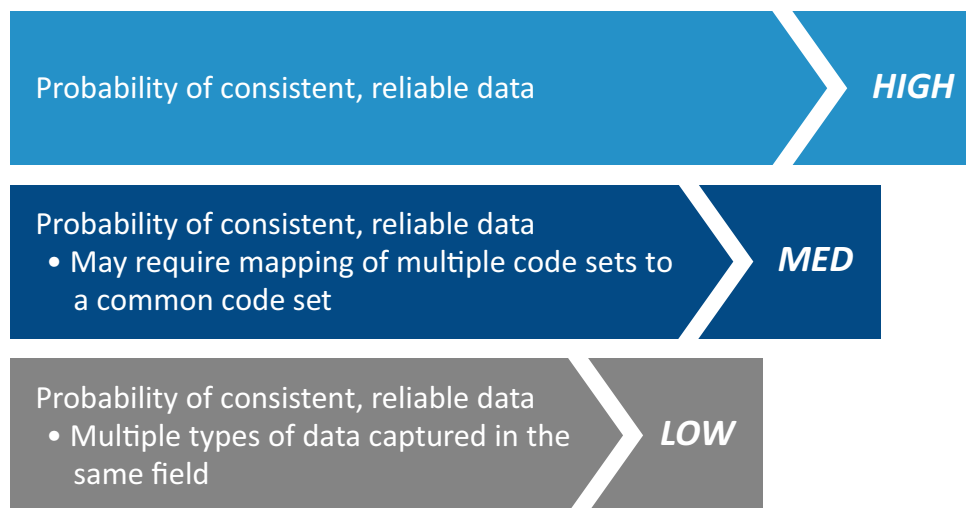 Probability of consistent, reliable data
HIGH
Probability of consistent, reliable data
• May require mapping of multiple code sets to
a common code set
MED
Probability of consistent, reliable data
• Multiple types of data captured in the
same field
LOW